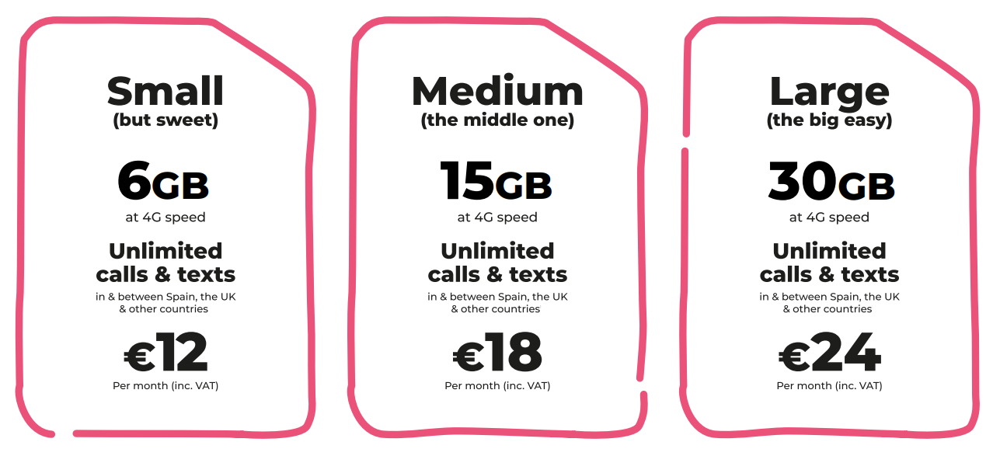 Small
(but sweet)
6GB
at 4G speed
Unlimited
calls & texts
in & between Spain, the UK
& other countries
€12
Per month (inc. VAT)
Medium
(the middle one)
15GB
at 4G speed
Unlimited
calls & texts
in & between Spain, the UK
& other countries
€18
Per month (inc. VAT)
Large
(the big easy)
30GB
at 4G speed
Unlimited
calls & texts
in & between Spain, the UK
& other countries
€24
Per month (inc. VAT)